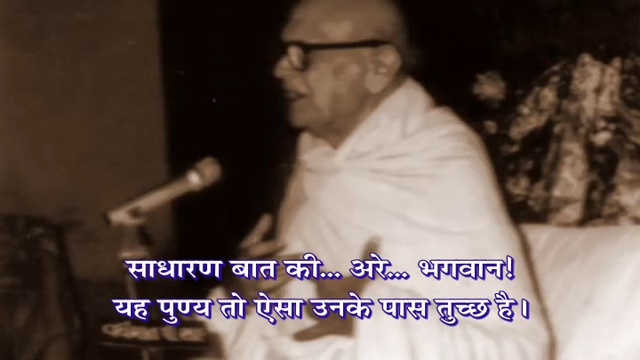 साधारण बात की... अरे... भगवान!
यह पुण्य तो ऐसा उनके पास तुच्छ है।